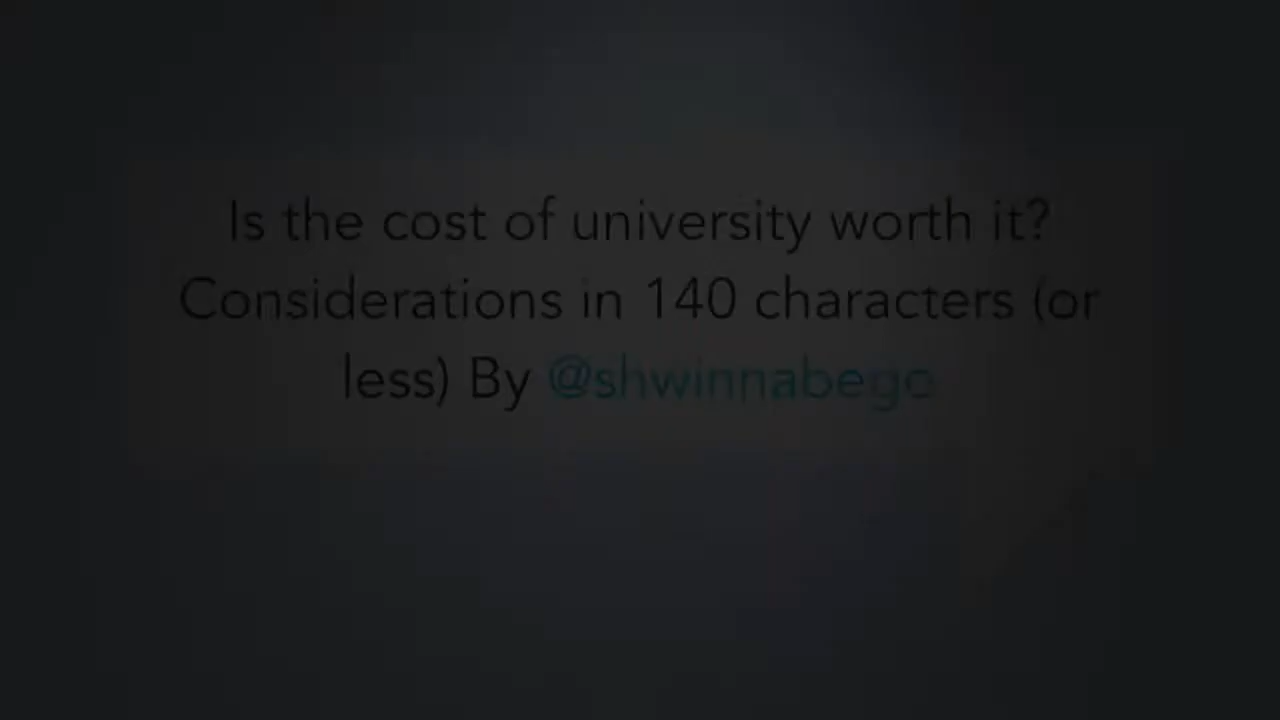 Is the cost of university worth it?
Considerations in 140 characters (or
less) By @shwinnabego